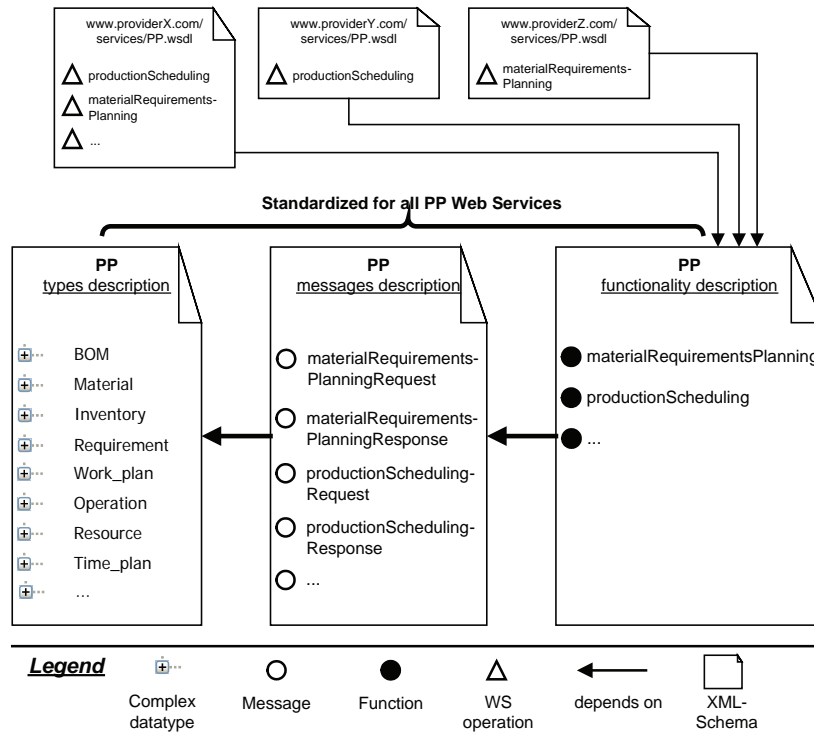 www.providerX.com/
services/PP.wsdl
productionScheduling
materialRequirements-
Planning
...
www.providerY.com/
services/PP.wsdl
productionScheduling
www.providerZ.com/
services/PP.wsdl
materialRequirements-
Planning
Standardized for all PP Web Services
PP
types description
BOM
Material
Inventory
Requirement
Work_plan
Operation
Resource
Time_plan
...
PP
messages description
materialRequirements-
PlanningRequest
materialRequirements-
PlanningResponse
productionScheduling-
Request
productionScheduling-
Response
...
PP
functionality description
materialRequirementsPlanning
productionScheduling
...
Legend
Complex
datatype
Message
Function
WS
operation
depends on
XML-
Schema